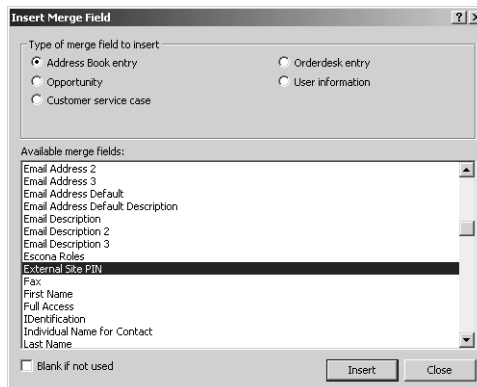 Insert Merge Field
Type of merge field to insert
Address Book entry
Orderdesk entry
Opportunity
User information
Customer service case
Available merge fields:
Email Address 2
Email Address 3
Email Address Default
Email Address Default Description
Email Description
Email Description 2
Email Description 3
Escona Roles
External Site PIN
Fax
First Name
Full Access
IDentification
Individual Name for Contact
Last Name
Blank if not used
Insert
Close